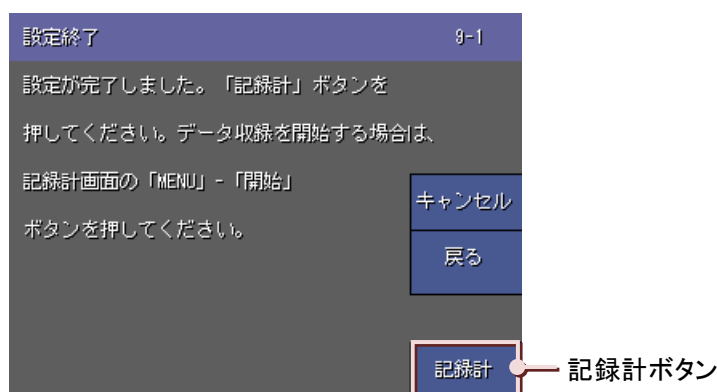 設定終了 9-1
設定が完了しました。「記録計」ボタンを
押してください。データ収録を開始する場合は、
記録計画面の「MENU」-「開始」
ボタンを押してください。
キャンセル
戻る
記録計
記録計ボタン